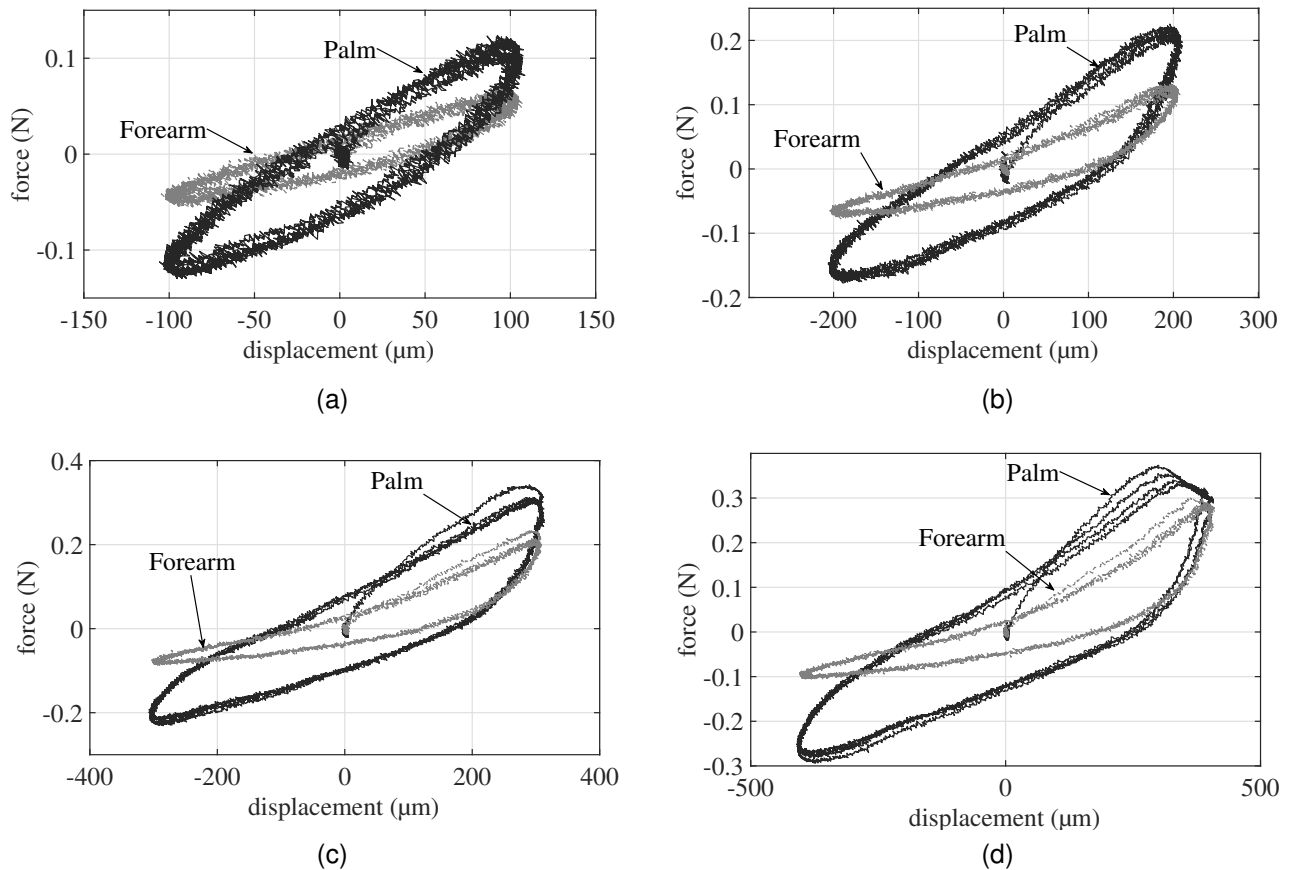 0.1
0
-0.1
-150 -100 -50 0 50 100 150
force (N)
displacement (µm)
Palm
Forearm
(a)
0.2
0.1
0
-0.1
-0.2
-200 -100 0 100 200 300
force (N)
displacement (µm)
Palm
Forearm
(b)
0.4
0.2
0
-0.2
-400 -200 0 200 400
force (N)
displacement (µm)
Palm
Forearm
(c)
0.3
0.2
0.1
0
-0.1
-0.2
-0.3
-500 0 500
force (N)
displacement (µm)
Palm
Forearm
(d)